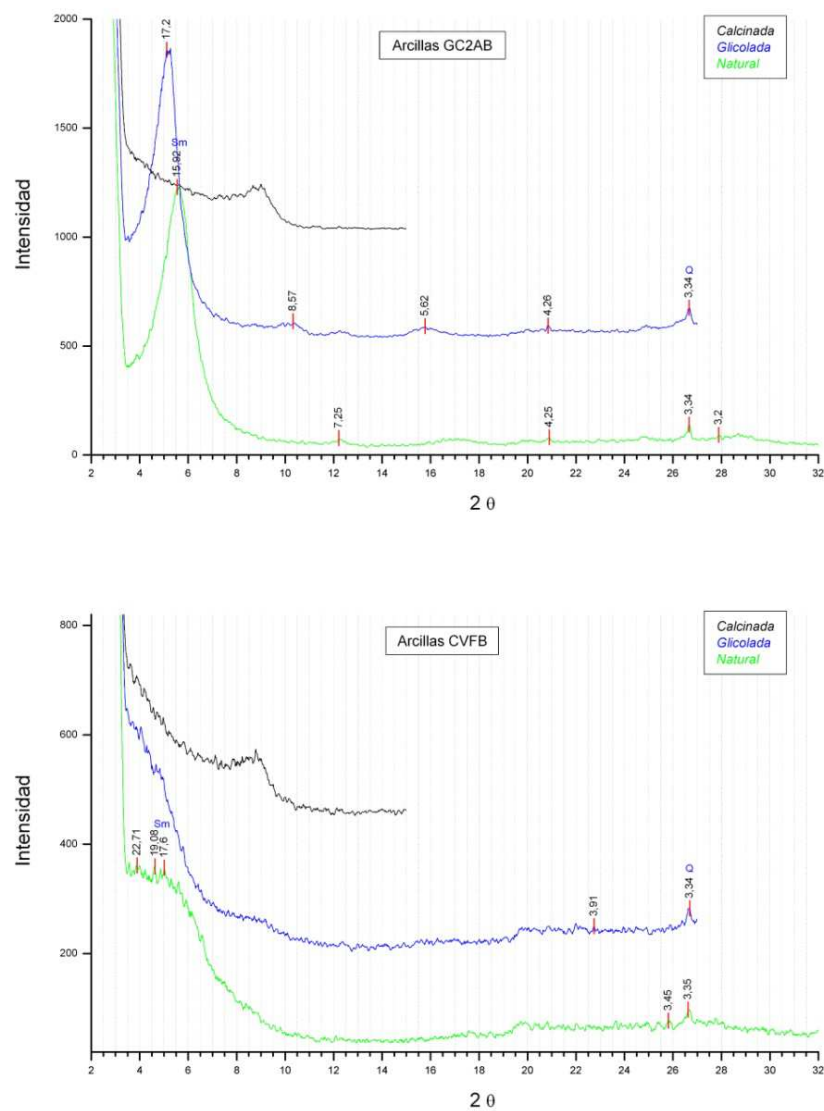 2000
1500
1000
500
0
Intensidad
Arcillas GC2AB
Calcinada
Glicolada
Natural
17,2
Sm
15,92
8,57
5,62
4,26
Q
3,34
7,25
4,25
3,34
3,2
2 4 6 8 10 12 14 16 18 20 22 24 26 28 30 32
2 θ
800
600
400
200
Intensidad
Arcillas CVFB
Calcinada
Glicolada
Natural
Sm
22,71
19,08
17,6
3,91
Q
3,34
3,45
3,35
2 4 6 8 10 12 14 16 18 20 22 24 26 28 30 32
2 θ